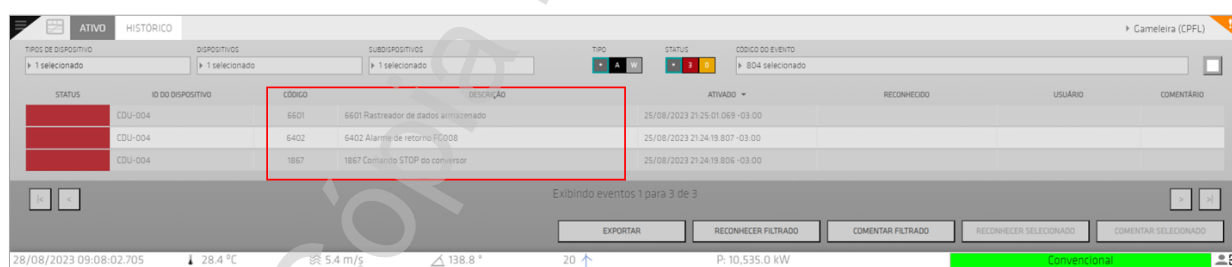 ATIVO HISTÓRICO Gameleira (CPFL)
TIPOS DE DISPOSITIVO DISPOSITIVOS SUBDISPOSITIVOS TIPO STATUS CÓDIGO DO EVENTO
1 selecionado 1 selecionado 1 selecionado • A W • 3 0 804 selecionado
STATUS ID DO DISPOSITIVO CÓDIGO DESCRIÇÃO ATIVADO RECONHECIDO USUÁRIO COMENTÁRIO
CDU-004 6601 6601 Rastreador de dados armazenado 25/08/2023 21:25:01.069 -03:00
CDU-004 6402 6402 Alarme de retorno FG008 25/08/2023 21:24:19.807 -03:00
CDU-004 1867 1867 Comando STOP do conversor 25/08/2023 21:24:19.806 -03:00
|< < Exibindo eventos 1 para 3 de 3 > >|
EXPORTAR RECONHECER FILTRADO COMENTAR FILTRADO RECONHECER SELECIONADO COMENTAR SELECIONADO
28/08/2023 09:08:02.705 28.4 ºC 5.4 m/s 138.8 ° 20 P: 10,535.0 kW Convencional